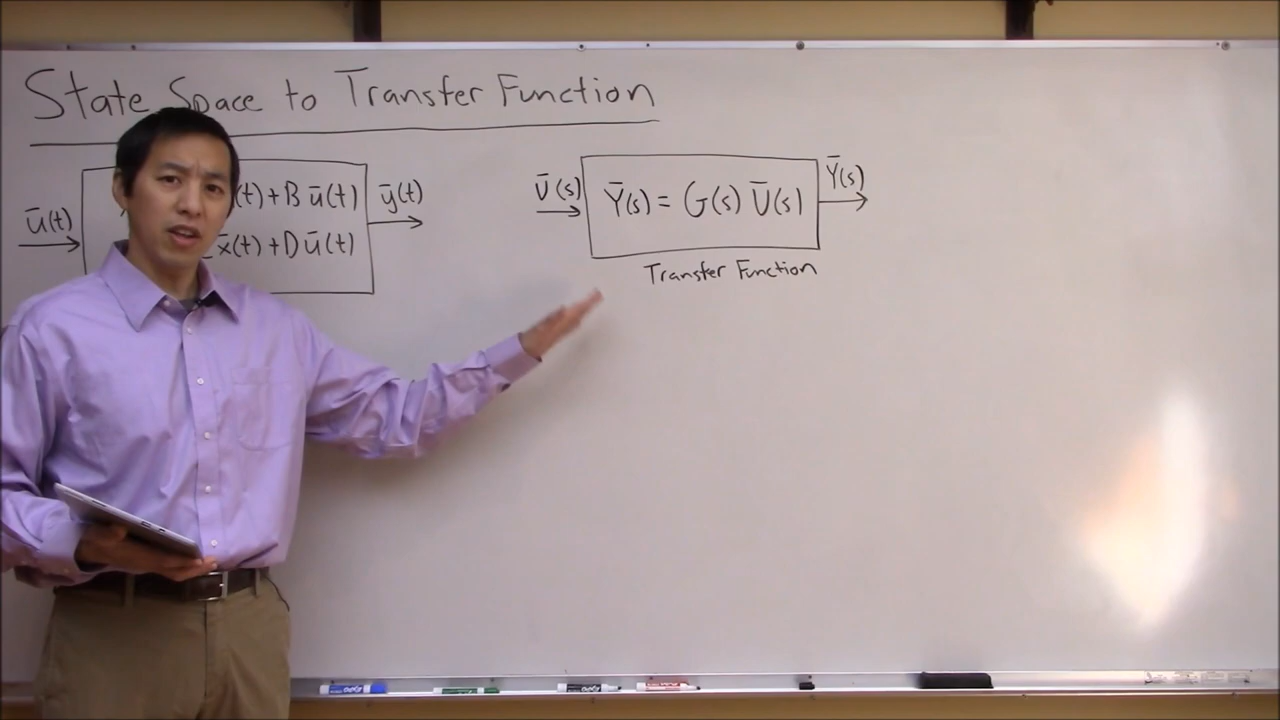 State Space to Transfer Function
ū(t)
(t) + B ū(t)
x̄(t) + D ū(t)
ȳ(t)
Ū(s)
Ȳ(s) = G(s) Ū(s)
Ȳ(s)
Transfer Function